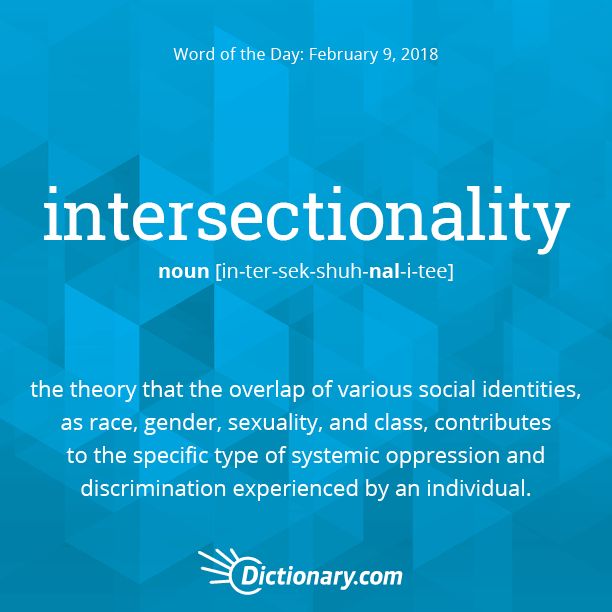 Word of the Day: February 9, 2018
intersectionality
noun [in-ter-sek-shuh-nal-i-tee]
the theory that the overlap of various social identities,
as race, gender, sexuality, and class, contributes
to the specific type of systemic oppression and
discrimination experienced by an individual.
Dictionary.com